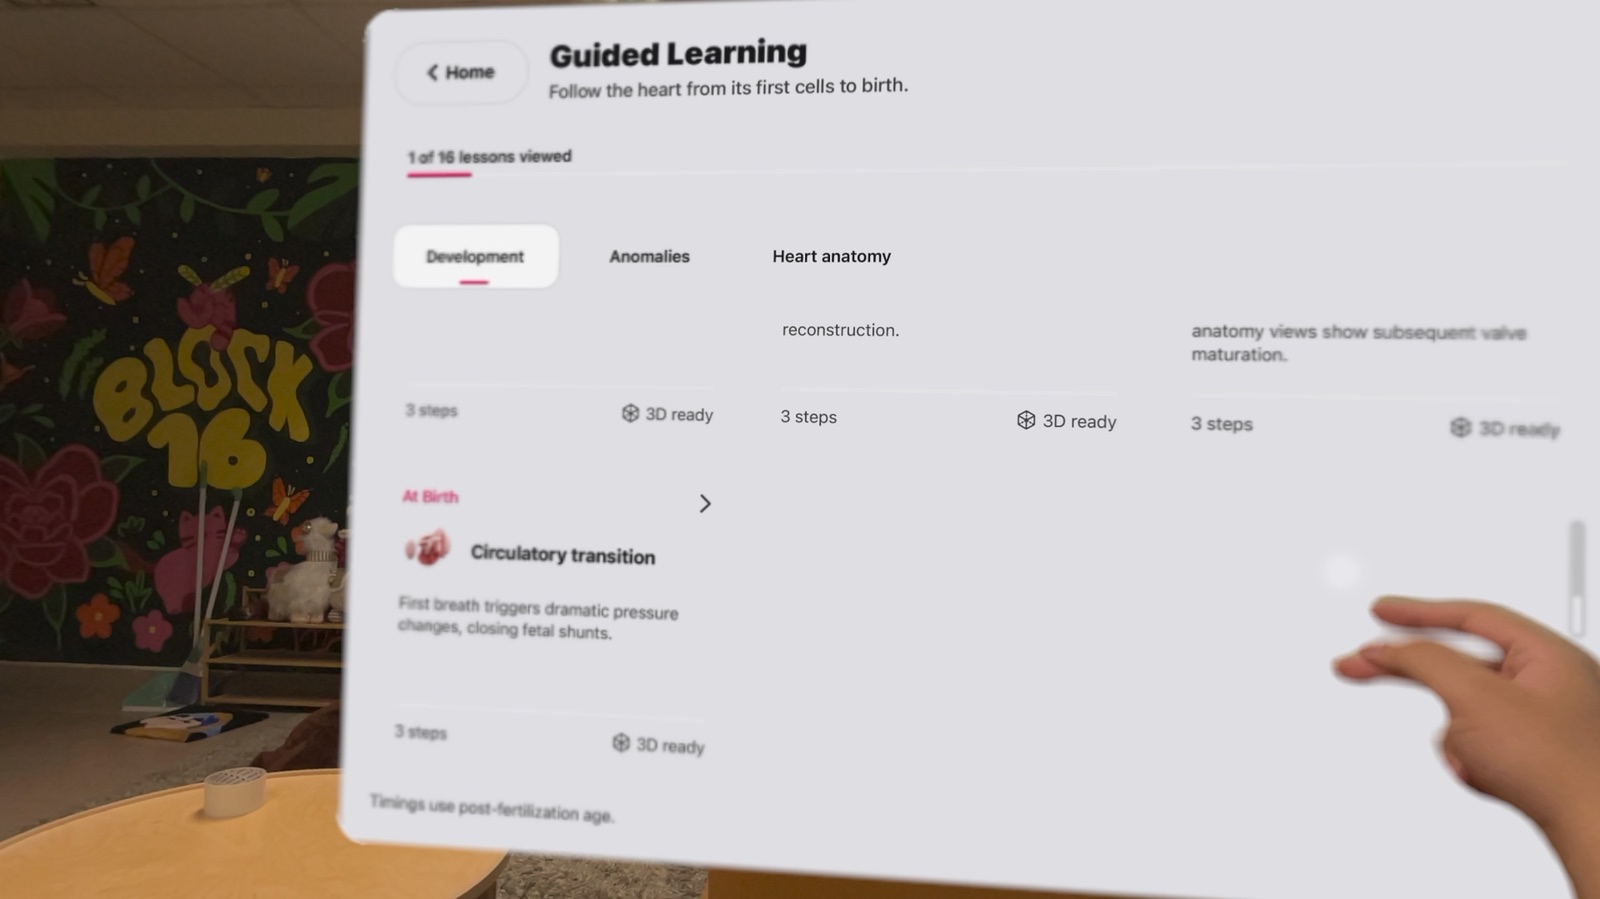 Home
Guided Learning
Follow the heart from its first cells to birth.
1 of 16 lessons viewed
Development
Anomalies
Heart anatomy
reconstruction.
anatomy views show subsequent valve
maturation.
3 steps
3D ready
3 steps
3D ready
3 steps
3D ready
At Birth
Circulatory transition
First breath triggers dramatic pressure
changes, closing fetal shunts.
3 steps
3D ready
Timings use post-fertilization age.
BLOCK
16